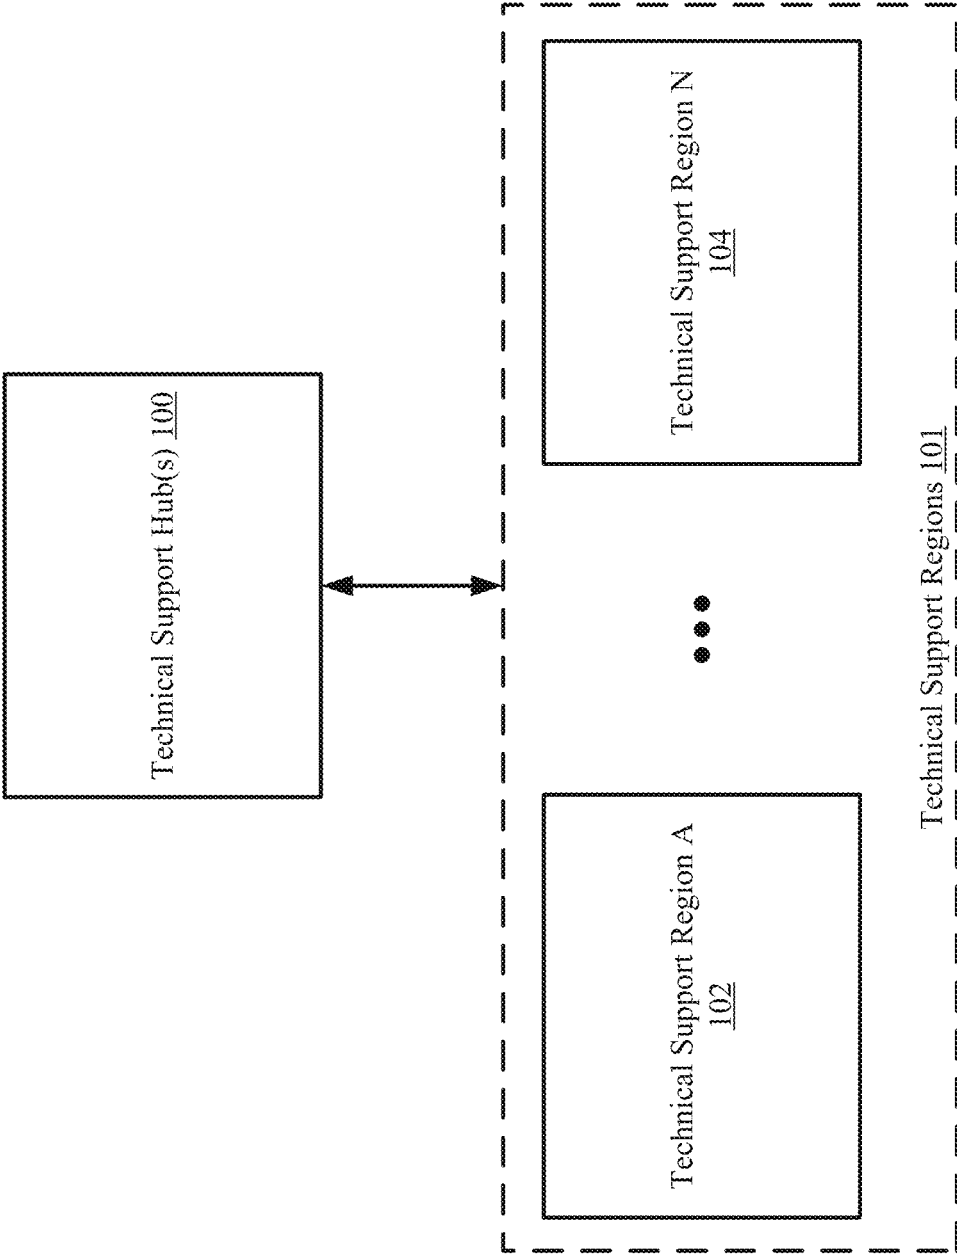 Technical Support Hub(s) 100
Technical Support Region A
102
Technical Support Region N
104
Technical Support Regions 101